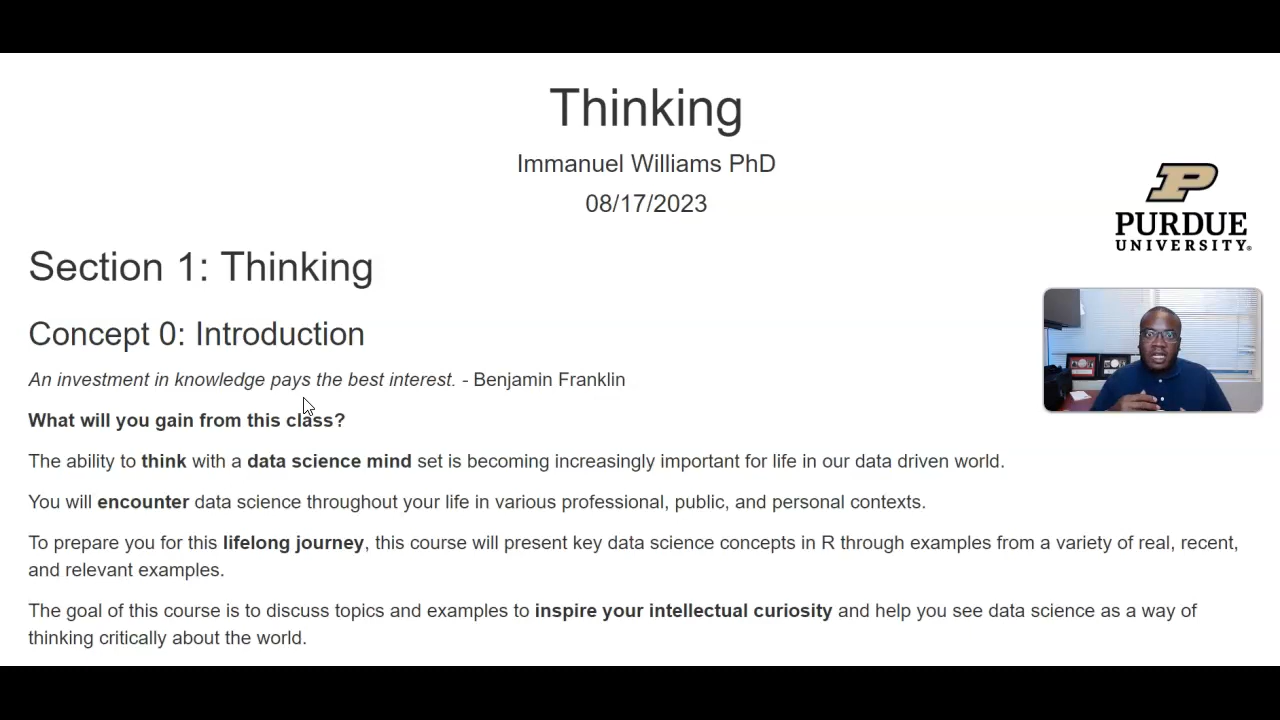 Thinking
Immanuel Williams PhD
08/17/2023
PURDUE
UNIVERSITY®
Section 1: Thinking
Concept 0: Introduction
An investment in knowledge pays the best interest. - Benjamin Franklin
What will you gain from this class?
The ability to think with a data science mind set is becoming increasingly important for life in our data driven world.
You will encounter data science throughout your life in various professional, public, and personal contexts.
To prepare you for this lifelong journey, this course will present key data science concepts in R through examples from a variety of real, recent,
and relevant examples.
The goal of this course is to discuss topics and examples to inspire your intellectual curiosity and help you see data science as a way of
thinking critically about the world.